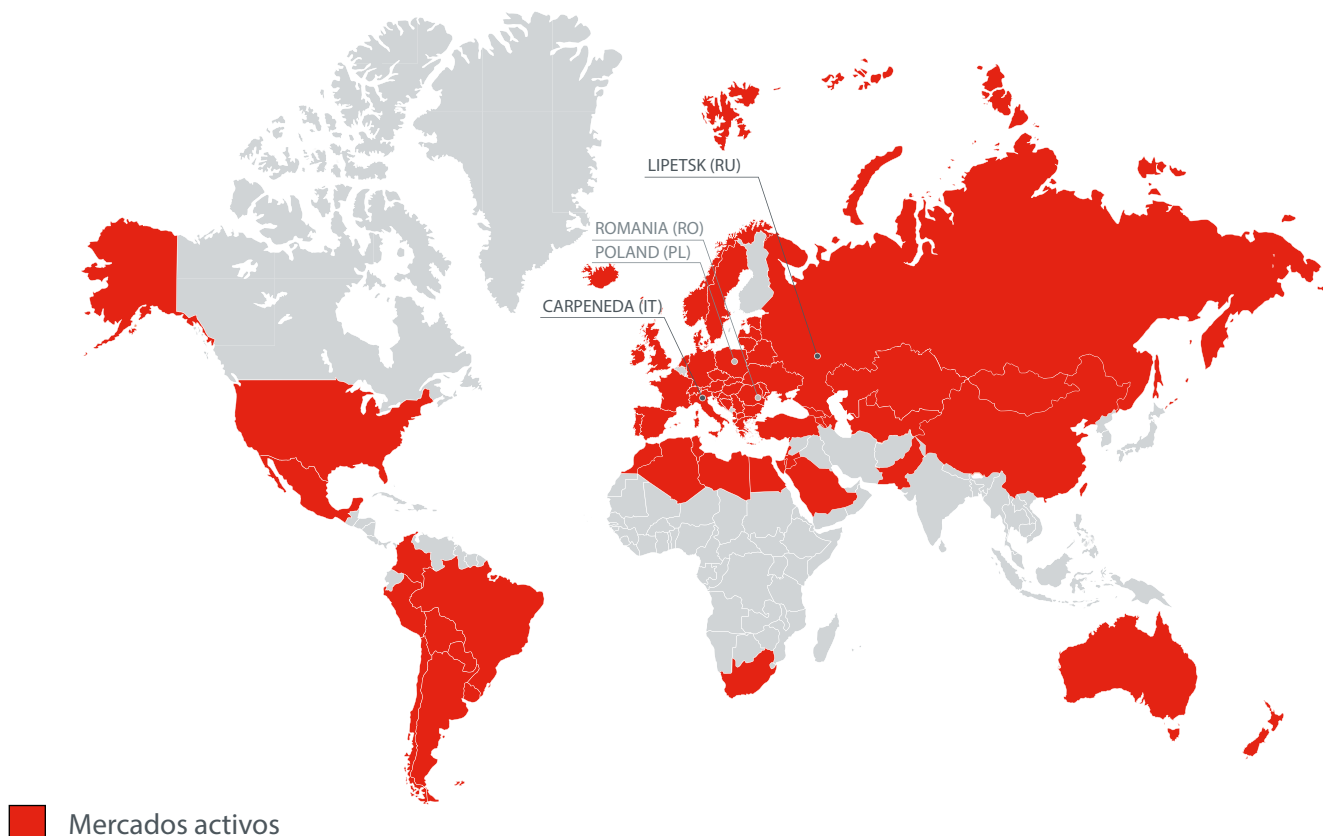 LIPETSK (RU)
ROMANIA (RO)
POLAND (PL)
CARPENEDA (IT)
Mercados activos